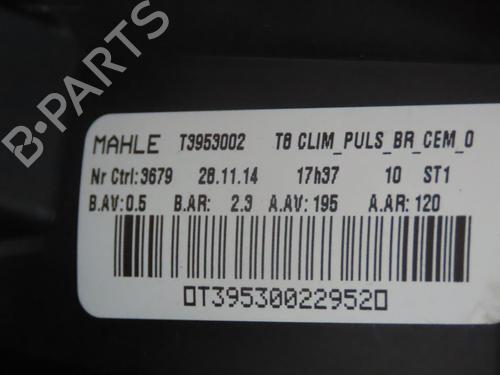 MAHLE T3953002 T8 CLIM_PULS_BR_CEM_0
Nr Ctrl:3679 28.11.14 17h37 10 ST1
B.AV:0.5 B.AR: 2.3 A.AV: 195 A.AR: 120
T395300229520
B-PARTS